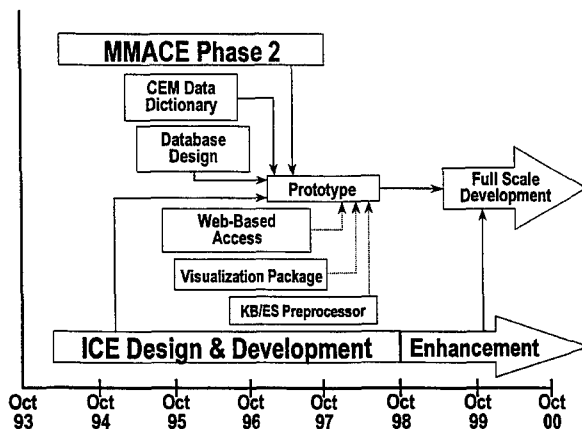 MMACE Phase 2
CEM Data
Dictionary
Database
Design
Prototype
Full Scale
Development
Web-Based
Access
Visualization Package
KB/ES Preprocessor
ICE Design & Development
Enhancement
Oct Oct Oct Oct Oct Oct Oct Oct
93 94 95 96 97 98 99 00